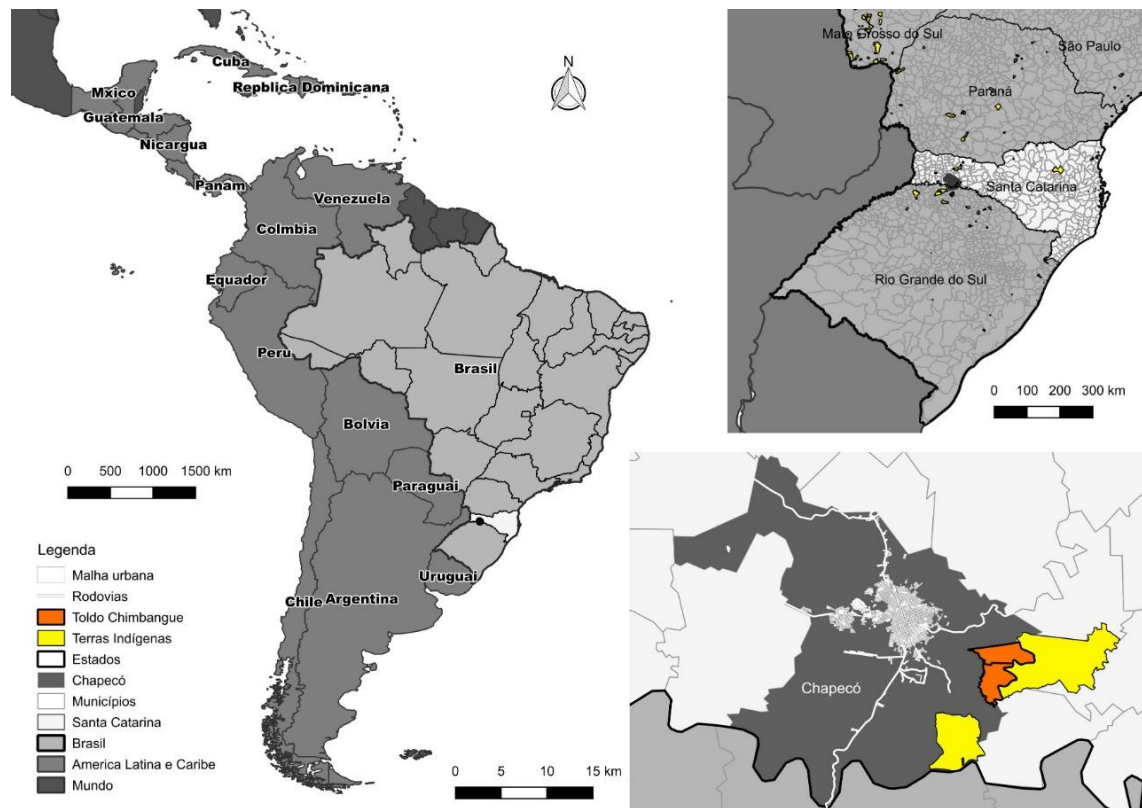 Cuba
Repblica Dominicana
Mxico
Guatemala
Nicargua
Panam
Venezuela
Colmbia
Equador
Peru
Brasil
Bolvia
Paraguai
Uruguai
Chile
Argentina
N
0 500 1000 1500 km
Legenda
Malha urbana
Rodovias
Toldo Chimbangue
Terras Indígenas
Estados
Chapecó
Municípios
Santa Catarina
Brasil
America Latina e Caribe
Mundo
0 5 10 15 km
Mato Grosso do Sul
São Paulo
Paraná
Santa Catarina
Rio Grande do Sul
0 100 200 300 km
Chapecó